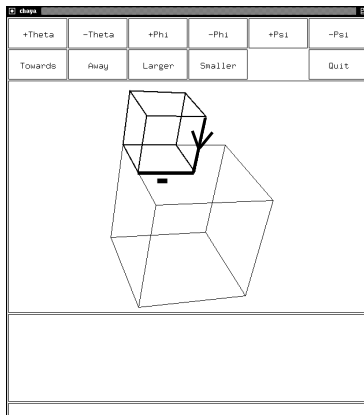 chaya
+Theta -Theta +Phi -Phi +Psi -Psi
Towards Away Larger Smaller Quit